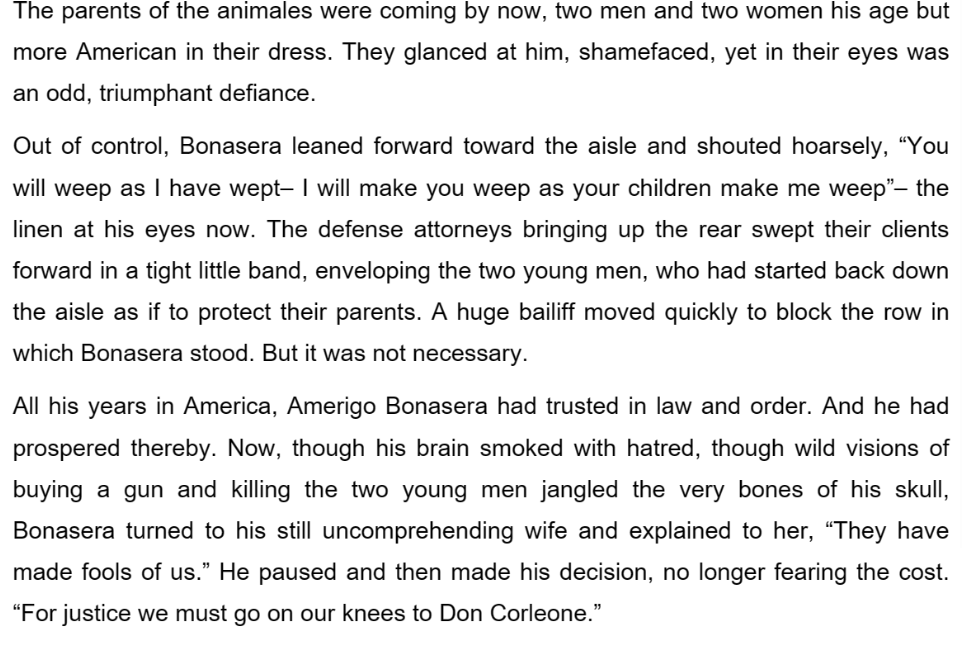 The parents of the animales were coming by now, two men and two women his age but
more American in their dress. They glanced at him, shamefaced, yet in their eyes was
an odd, triumphant defiance.
Out of control, Bonasera leaned forward toward the aisle and shouted hoarsely, “You
will weep as I have wept– I will make you weep as your children make me weep”– the
linen at his eyes now. The defense attorneys bringing up the rear swept their clients
forward in a tight little band, enveloping the two young men, who had started back down
the aisle as if to protect their parents. A huge bailiff moved quickly to block the row in
which Bonasera stood. But it was not necessary.
All his years in America, Amerigo Bonasera had trusted in law and order. And he had
prospered thereby. Now, though his brain smoked with hatred, though wild visions of
buying a gun and killing the two young men jangled the very bones of his skull,
Bonasera turned to his still uncomprehending wife and explained to her, “They have
made fools of us.” He paused and then made his decision, no longer fearing the cost.
“For justice we must go on our knees to Don Corleone.”